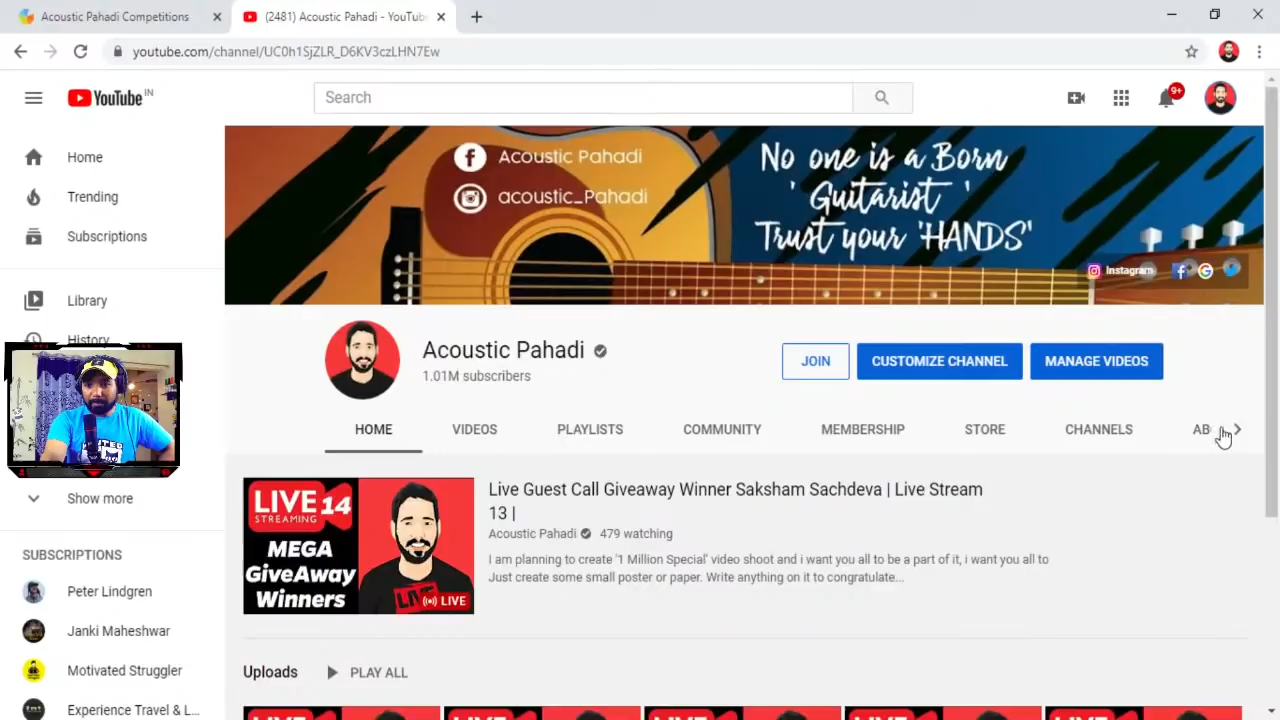 Acoustic Pahadi Competitions
(2481) Acoustic Pahadi - YouTube
youtube.com/channel/UC0h1SjZLR_D6KV3czLHN7Ew
YouTube IN
Search
9+
Home
Trending
Subscriptions
Library
History
Show more
SUBSCRIPTIONS
Peter Lindgren
Janki Maheshwar
Motivated Struggler
Experience Travel & L...
Acoustic Pahadi
acoustic_Pahadi
No one is a Born
' Guitarist '
Trust your 'HANDS'
Instagram
Acoustic Pahadi
1.01M subscribers
JOIN
CUSTOMIZE CHANNEL
MANAGE VIDEOS
HOME
VIDEOS
PLAYLISTS
COMMUNITY
MEMBERSHIP
STORE
CHANNELS
AB
LIVE 14
STREAMING
MEGA
GiveAway
Winners
LIVE
Live Guest Call Giveaway Winner Saksham Sachdeva | Live Stream
13 |
Acoustic Pahadi 479 watching
I am planning to create '1 Million Special' video shoot and i want you all to be a part of it, i want you all to
Just create some small poster or paper. Write anything on it to congratulate...
Uploads
PLAY ALL